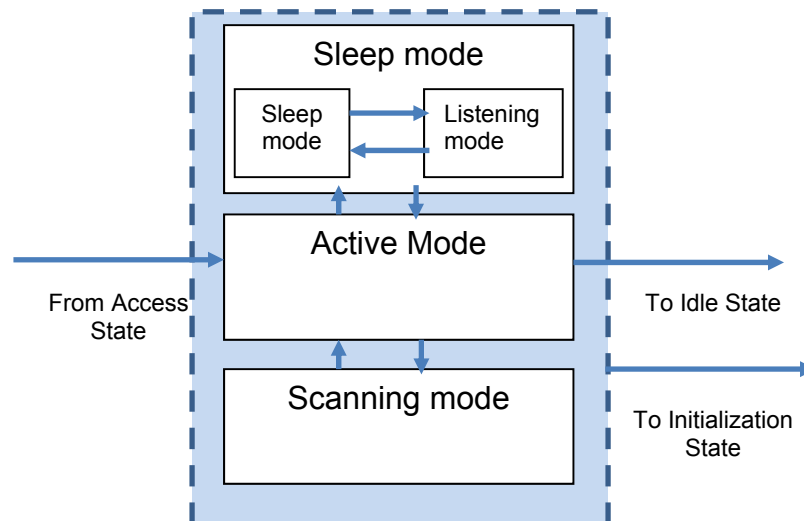 Sleep mode
Sleep
mode
Listening
mode
Active Mode
From Access
State
To Idle State
Scanning mode
To Initialization
State